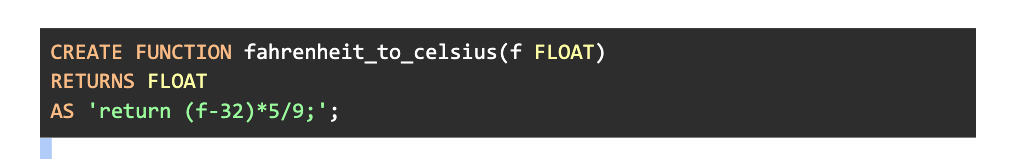 CREATE FUNCTION fahrenheit_to_celsius(f FLOAT)
RETURNS FLOAT
AS 'return (f-32)*5/9;';